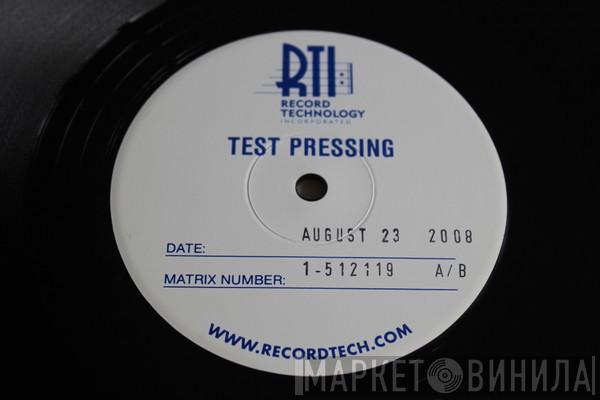 RTI
RECORD
TECHNOLOGY
INCORPORATED
TEST PRESSING
DATE: AUGUST 23 2008
MATRIX NUMBER: 1-512119 A/B
WWW.RECORDTECH.COM
МАРКЕТ ВИНИЛА